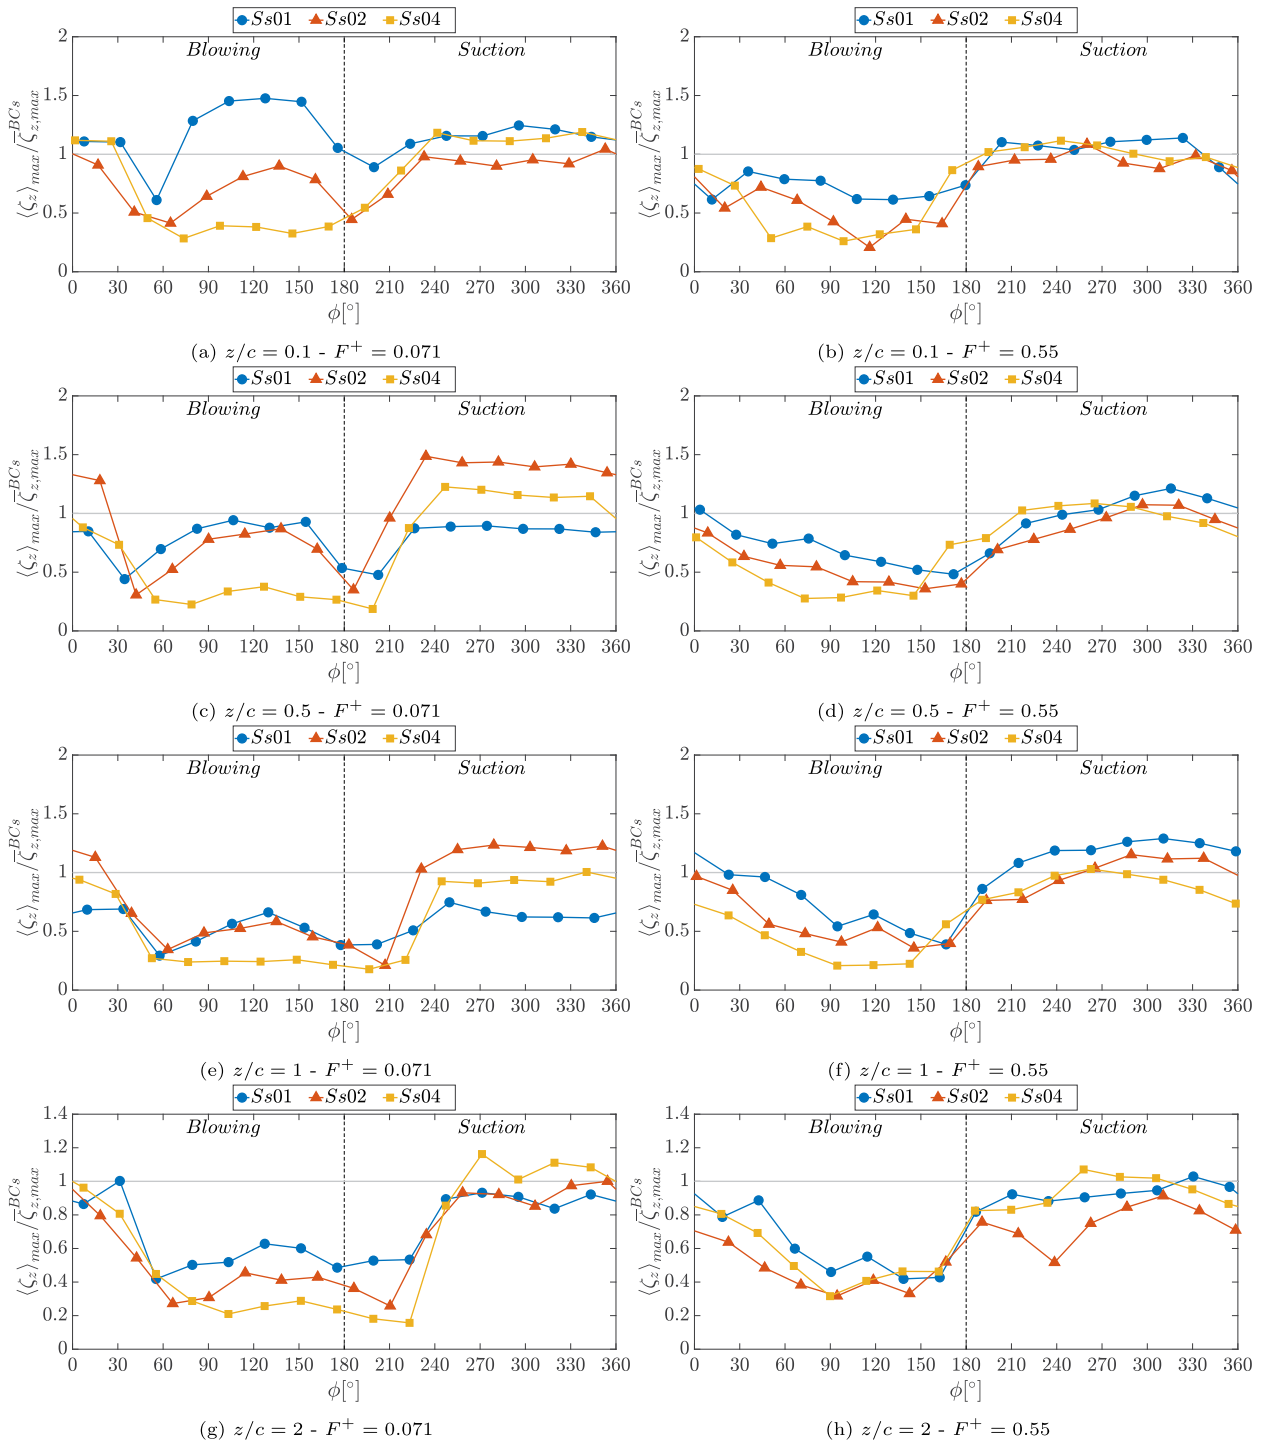 Ss01 Ss02 Ss04
Blowing Suction
⟨ζz⟩max/ζ̄z,max^BCs
2
1.5
1
0.5
0
0 30 60 90 120 150 180 210 240 270 300 330 360
ϕ[°]
(a) z/c = 0.1 - F⁺ = 0.071
Ss01 Ss02 Ss04
Blowing Suction
⟨ζz⟩max/ζ̄z,max^BCs
2
1.5
1
0.5
0
0 30 60 90 120 150 180 210 240 270 300 330 360
ϕ[°]
(b) z/c = 0.1 - F⁺ = 0.55
Ss01 Ss02 Ss04
Blowing Suction
⟨ζz⟩max/ζ̄z,max^BCs
2
1.5
1
0.5
0
0 30 60 90 120 150 180 210 240 270 300 330 360
ϕ[°]
(c) z/c = 0.5 - F⁺ = 0.071
Ss01 Ss02 Ss04
Blowing Suction
⟨ζz⟩max/ζ̄z,max^BCs
2
1.5
1
0.5
0
0 30 60 90 120 150 180 210 240 270 300 330 360
ϕ[°]
(d) z/c = 0.5 - F⁺ = 0.55
Ss01 Ss02 Ss04
Blowing Suction
⟨ζz⟩max/ζ̄z,max^BCs
2
1.5
1
0.5
0
0 30 60 90 120 150 180 210 240 270 300 330 360
ϕ[°]
(e) z/c = 1 - F⁺ = 0.071
Ss01 Ss02 Ss04
Blowing Suction
⟨ζz⟩max/ζ̄z,max^BCs
2
1.5
1
0.5
0
0 30 60 90 120 150 180 210 240 270 300 330 360
ϕ[°]
(f) z/c = 1 - F⁺ = 0.55
Ss01 Ss02 Ss04
Blowing Suction
⟨ζz⟩max/ζ̄z,max^BCs
1.4
1.2
1
0.8
0.6
0.4
0.2
0
0 30 60 90 120 150 180 210 240 270 300 330 360
ϕ[°]
(g) z/c = 2 - F⁺ = 0.071
Ss01 Ss02 Ss04
Blowing Suction
⟨ζz⟩max/ζ̄z,max^BCs
1.4
1.2
1
0.8
0.6
0.4
0.2
0
0 30 60 90 120 150 180 210 240 270 300 330 360
ϕ[°]
(h) z/c = 2 - F⁺ = 0.55